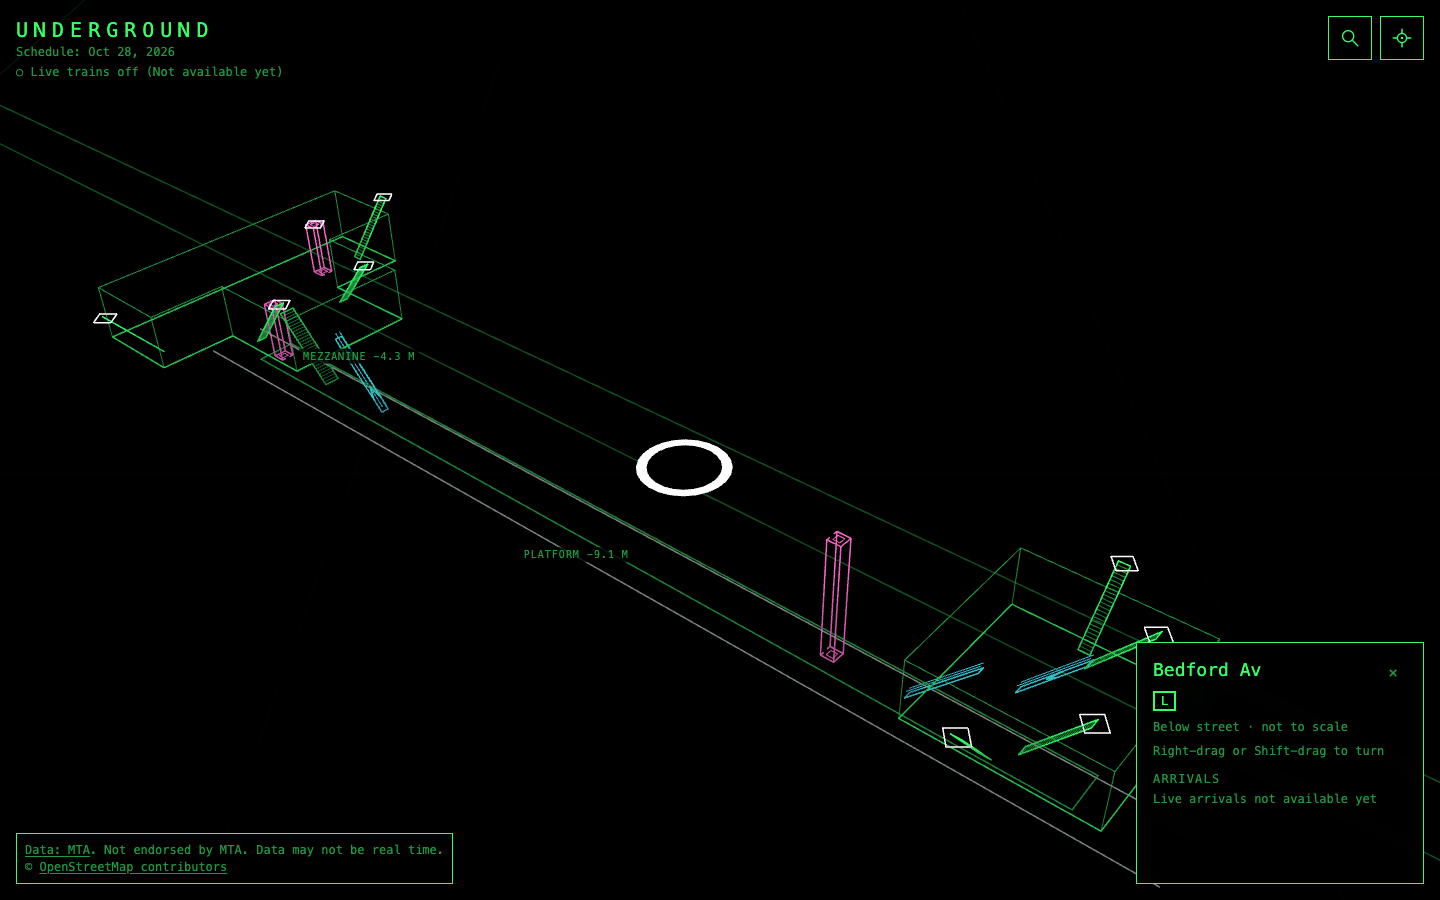 UNDERGROUND
Schedule: Oct 28, 2026
○ Live trains off (Not available yet)
MEZZANINE −4.3 M
PLATFORM −9.1 M
Bedford Av
×
L
Below street · not to scale
Right-drag or Shift-drag to turn
ARRIVALS
Live arrivals not available yet
Data: MTA. Not endorsed by MTA. Data may not be real time.
© OpenStreetMap contributors